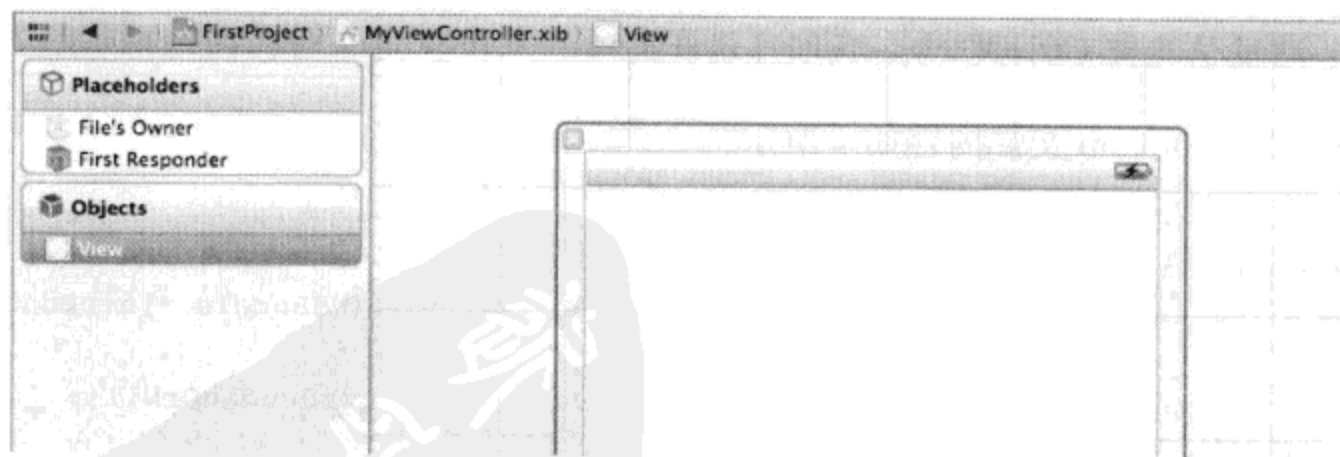 FirstProject MyViewController.xib View
Placeholders
File's Owner
First Responder
Objects
View